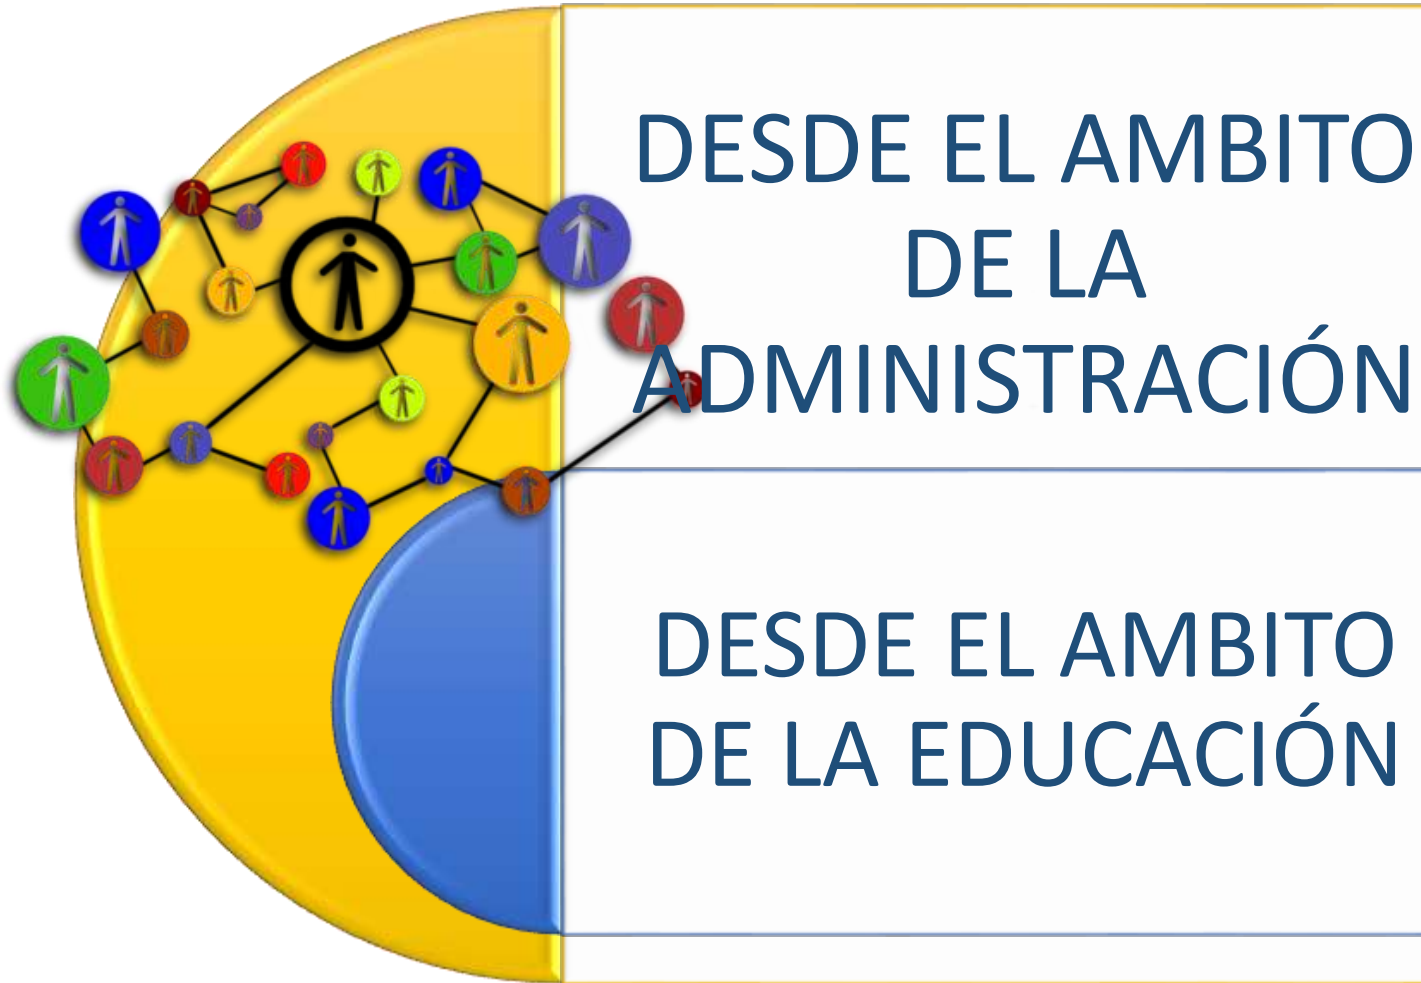 DESDE EL AMBITO
DE LA
ADMINISTRACIÓN
DESDE EL AMBITO
DE LA EDUCACIÓN